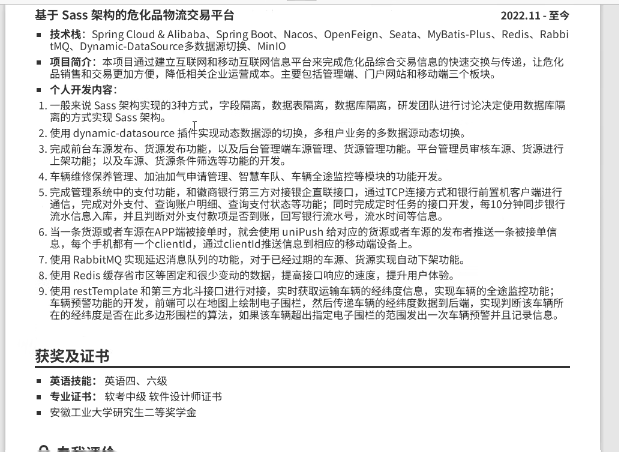 基于 Sass 架构的危化品物流交易平台
2022.11 - 至今
技术栈：Spring Cloud & Alibaba、Spring Boot、Nacos、OpenFeign、Seata、MyBatis-Plus、Redis、Rabbi
tMQ、Dynamic-DataSource多数据源切换、MinIO
项目简介：本项目通过建立互联网和移动互联网信息平台来完成危化品综合交易信息的快速交换与传递，让危化
品销售和交易更加方便，降低相关企业运营成本。主要包括管理端、门户网站和移动端三个板块。
个人开发内容：
1. 一般来说 Sass 架构实现的3种方式，字段隔离，数据表隔离，数据库隔离，研发团队进行讨论决定使用数据库隔
离的方式实现 Sass 架构。
2. 使用 dynamic-datasource 插件实现动态数据源的切换，多租户业务的多数据源动态切换。
3. 完成前台车源发布、货源发布功能，以及后台管理端车源管理、货源管理功能。平台管理员审核车源、货源进行
上架功能；以及车源、货源条件筛选等功能的开发。
4. 车辆维修保养管理、加油加气申请管理、智慧车队、车辆全途监控等模块的功能开发。
5. 完成管理系统中的支付功能，和徽商银行第三方对接银企直联接口，通过TCP连接方式和银行前置机客户端进行
通信，完成对外支付、查询账户明细、查询支付状态等功能；同时完成定时任务的接口开发，每10分钟同步银行
流水信息入库，并且判断对外支付款项是否到账，回写银行流水号，流水时间等信息。
6. 当一条货源或者车源在APP端被接单时，就会使用 uniPush 给对应的货源或者车源的发布者推送一条被接单信
息，每个手机都有一个clientId，通过clientId推送信息到相应的移动端设备上。
7. 使用 RabbitMQ 实现延迟消息队列的功能，对于已经过期的车源、货源实现自动下架功能。
8. 使用 Redis 缓存省市区等固定和很少变动的数据，提高接口响应的速度，提升用户体验。
9. 使用 restTemplate 和第三方北斗接口进行对接，实时获取运输车辆的经纬度信息，实现车辆的全途监控功能；
车辆预警功能的开发，前端可以在地图上绘制电子围栏，然后传递车辆的经纬度数据到后端，实现判断该车辆所
在的经纬度是否在此多边形围栏的算法，如果该车辆超出指定电子围栏的范围发出一次车辆预警并且记录信息。
获奖及证书
英语技能： 英语四、六级
专业证书： 软考中级 软件设计师证书
安徽工业大学研究生二等奖学金